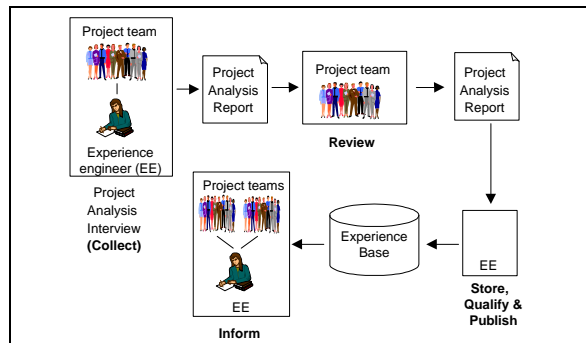 Project team
Experience
engineer (EE)
Project
Analysis
Interview
(Collect)
Project
Analysis
Report
Project team
Review
Project
Analysis
Report
EE
Store,
Qualify &
Publish
Experience
Base
Project teams
EE
Inform